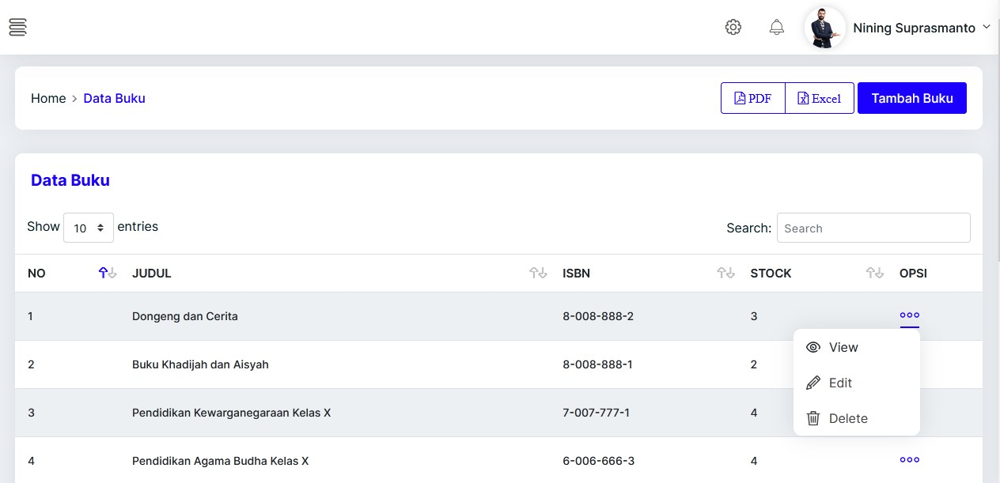 Nining Suprasmanto
Home > Data Buku
PDF Excel Tambah Buku
Data Buku
Show 10 entries Search: Search
NO JUDUL ISBN STOCK OPSI
1 Dongeng dan Cerita 8-008-888-2 3
View
2 Buku Khadijah dan Aisyah 8-008-888-1 2
Edit
3 Pendidikan Kewarganegaraan Kelas X 7-007-777-1 4
Delete
4 Pendidikan Agama Budha Kelas X 6-006-666-3 4